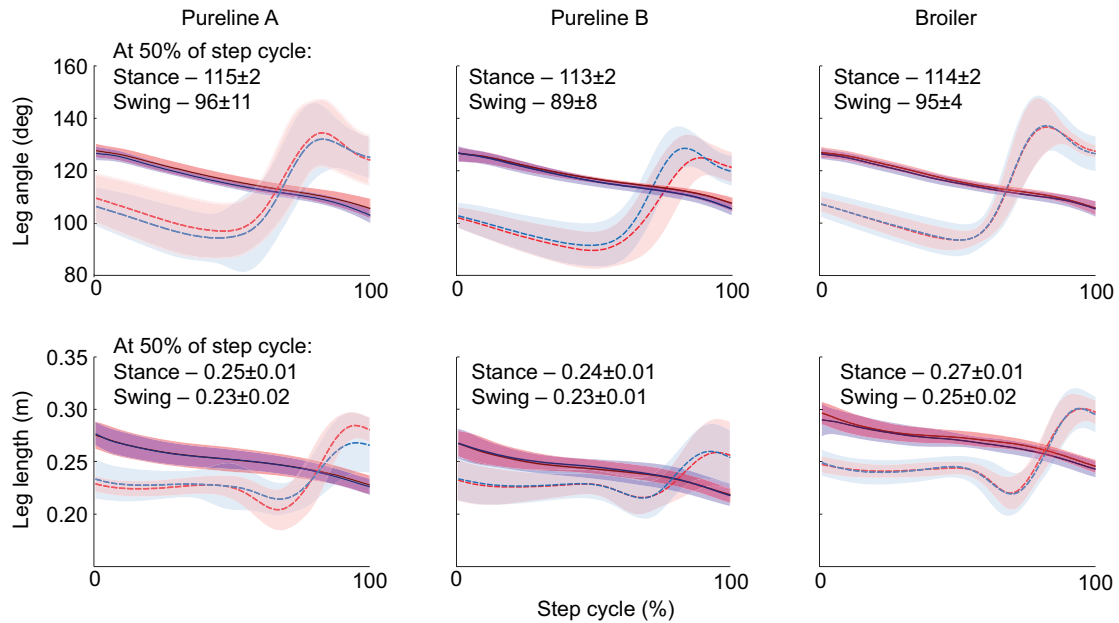 Pureline A
Pureline B
Broiler
At 50% of step cycle:
Stance – 115±2
Swing – 96±11
Stance – 113±2
Swing – 89±8
Stance – 114±2
Swing – 95±4
Leg angle (deg)
160
140
120
100
80
0
100
0
100
0
100
At 50% of step cycle:
Stance – 0.25±0.01
Swing – 0.23±0.02
Stance – 0.24±0.01
Swing – 0.23±0.01
Stance – 0.27±0.01
Swing – 0.25±0.02
Leg length (m)
0.35
0.30
0.25
0.20
0
100
0
100
0
100
Step cycle (%)